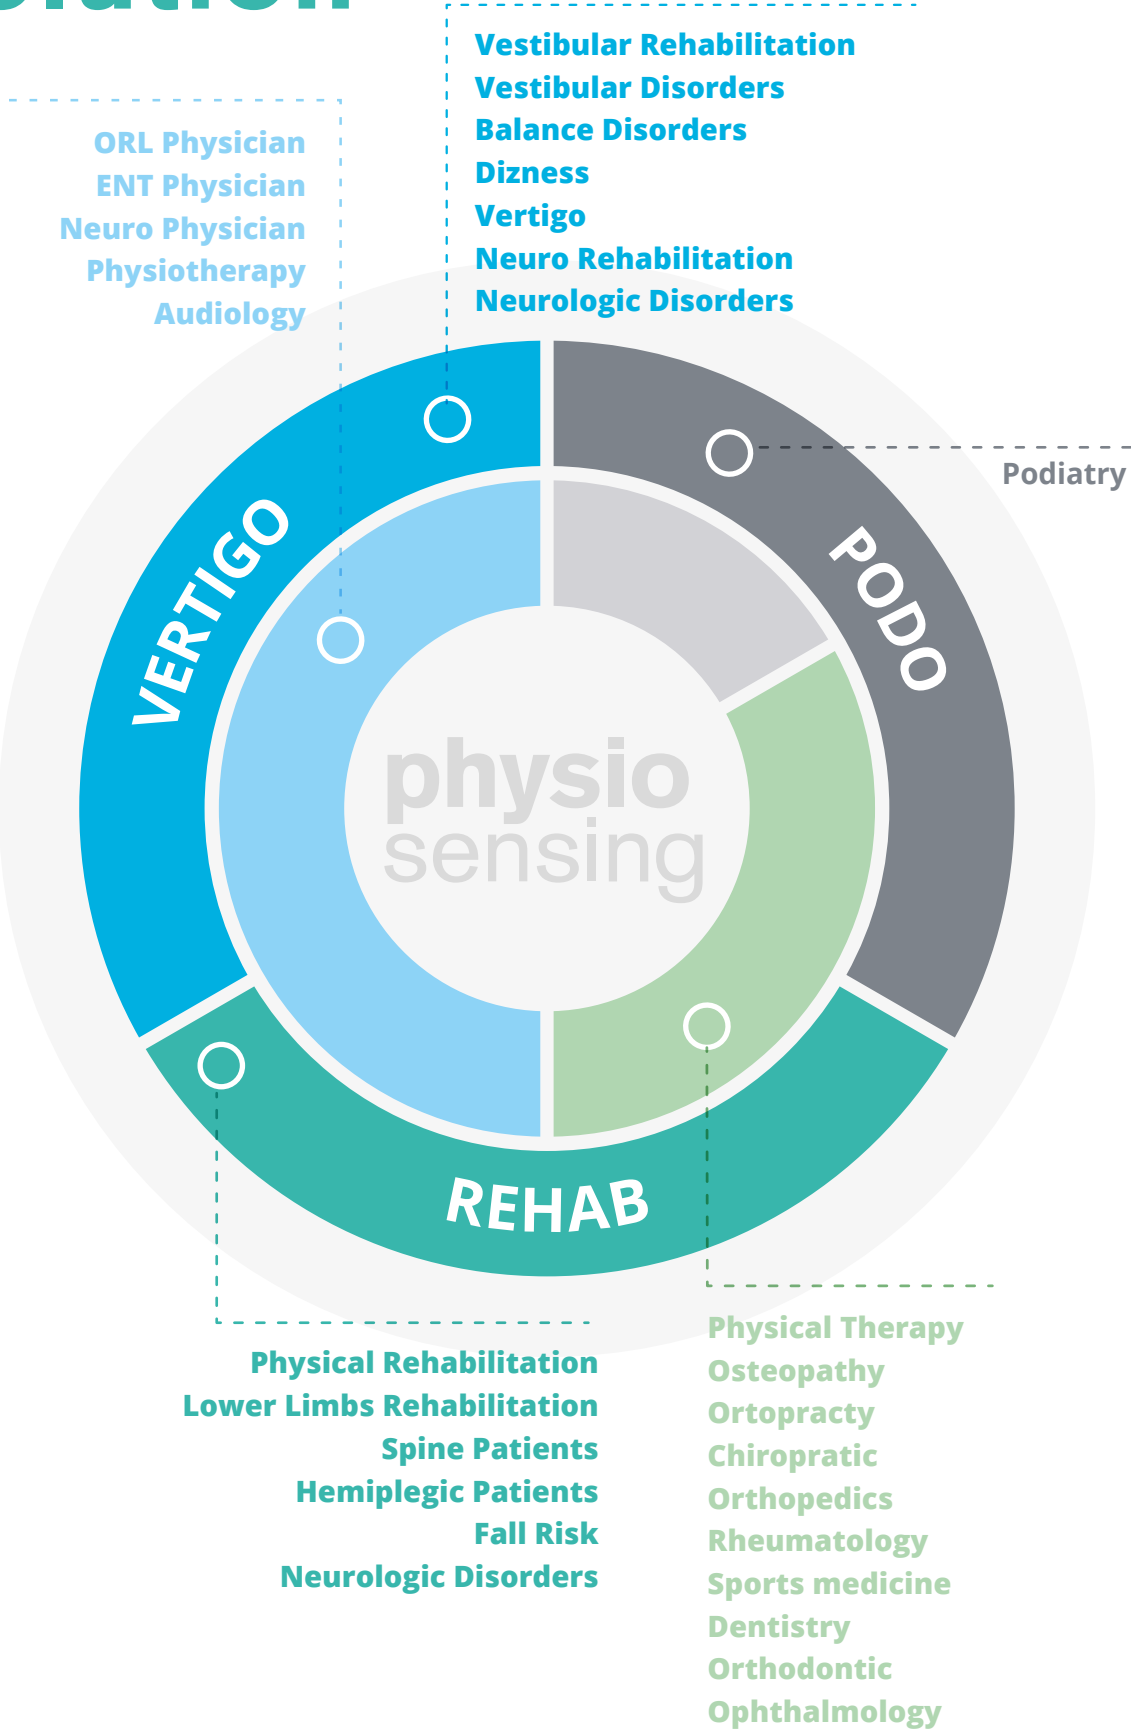 Vestibular Rehabilitation
Vestibular Disorders
Balance Disorders
Dizness
Vertigo
Neuro Rehabilitation
Neurologic Disorders
ORL Physician
ENT Physician
Neuro Physician
Physiotherapy
Audiology
Podiatry
VERTIGO
PODO
physio
sensing
REHAB
Physical Rehabilitation
Lower Limbs Rehabilitation
Spine Patients
Hemiplegic Patients
Fall Risk
Neurologic Disorders
Physical Therapy
Osteopathy
Ortopracty
Chiropratic
Orthopedics
Rheumatology
Sports medicine
Dentistry
Orthodontic
Ophthalmology